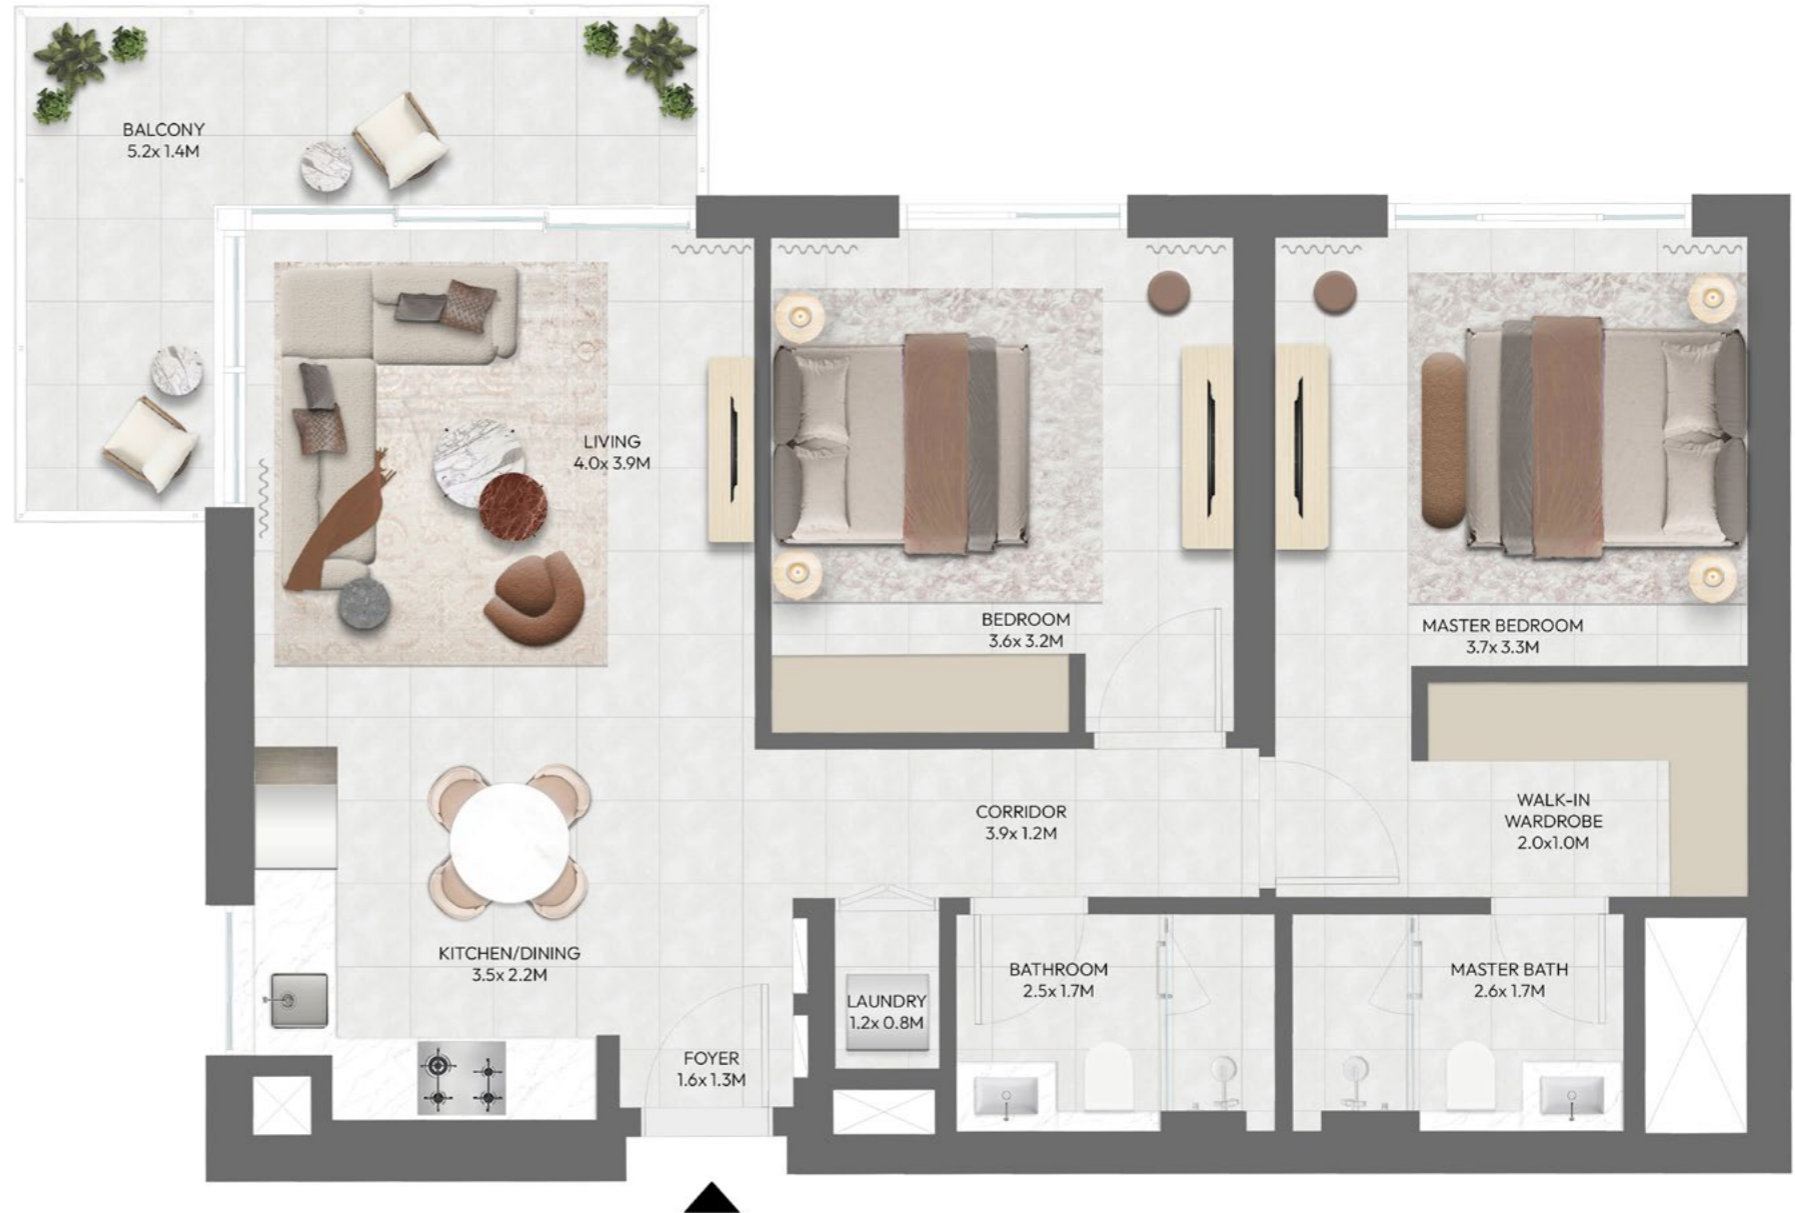 BALCONY
5.2x 1.4M
LIVING
4.0x 3.9M
BEDROOM
3.6x 3.2M
MASTER BEDROOM
3.7x 3.3M
CORRIDOR
3.9x 1.2M
WALK-IN
WARDROBE
2.0x1.0M
KITCHEN/DINING
3.5x 2.2M
LAUNDRY
1.2x 0.8M
BATHROOM
2.5x 1.7M
MASTER BATH
2.6x 1.7M
FOYER
1.6x 1.3M